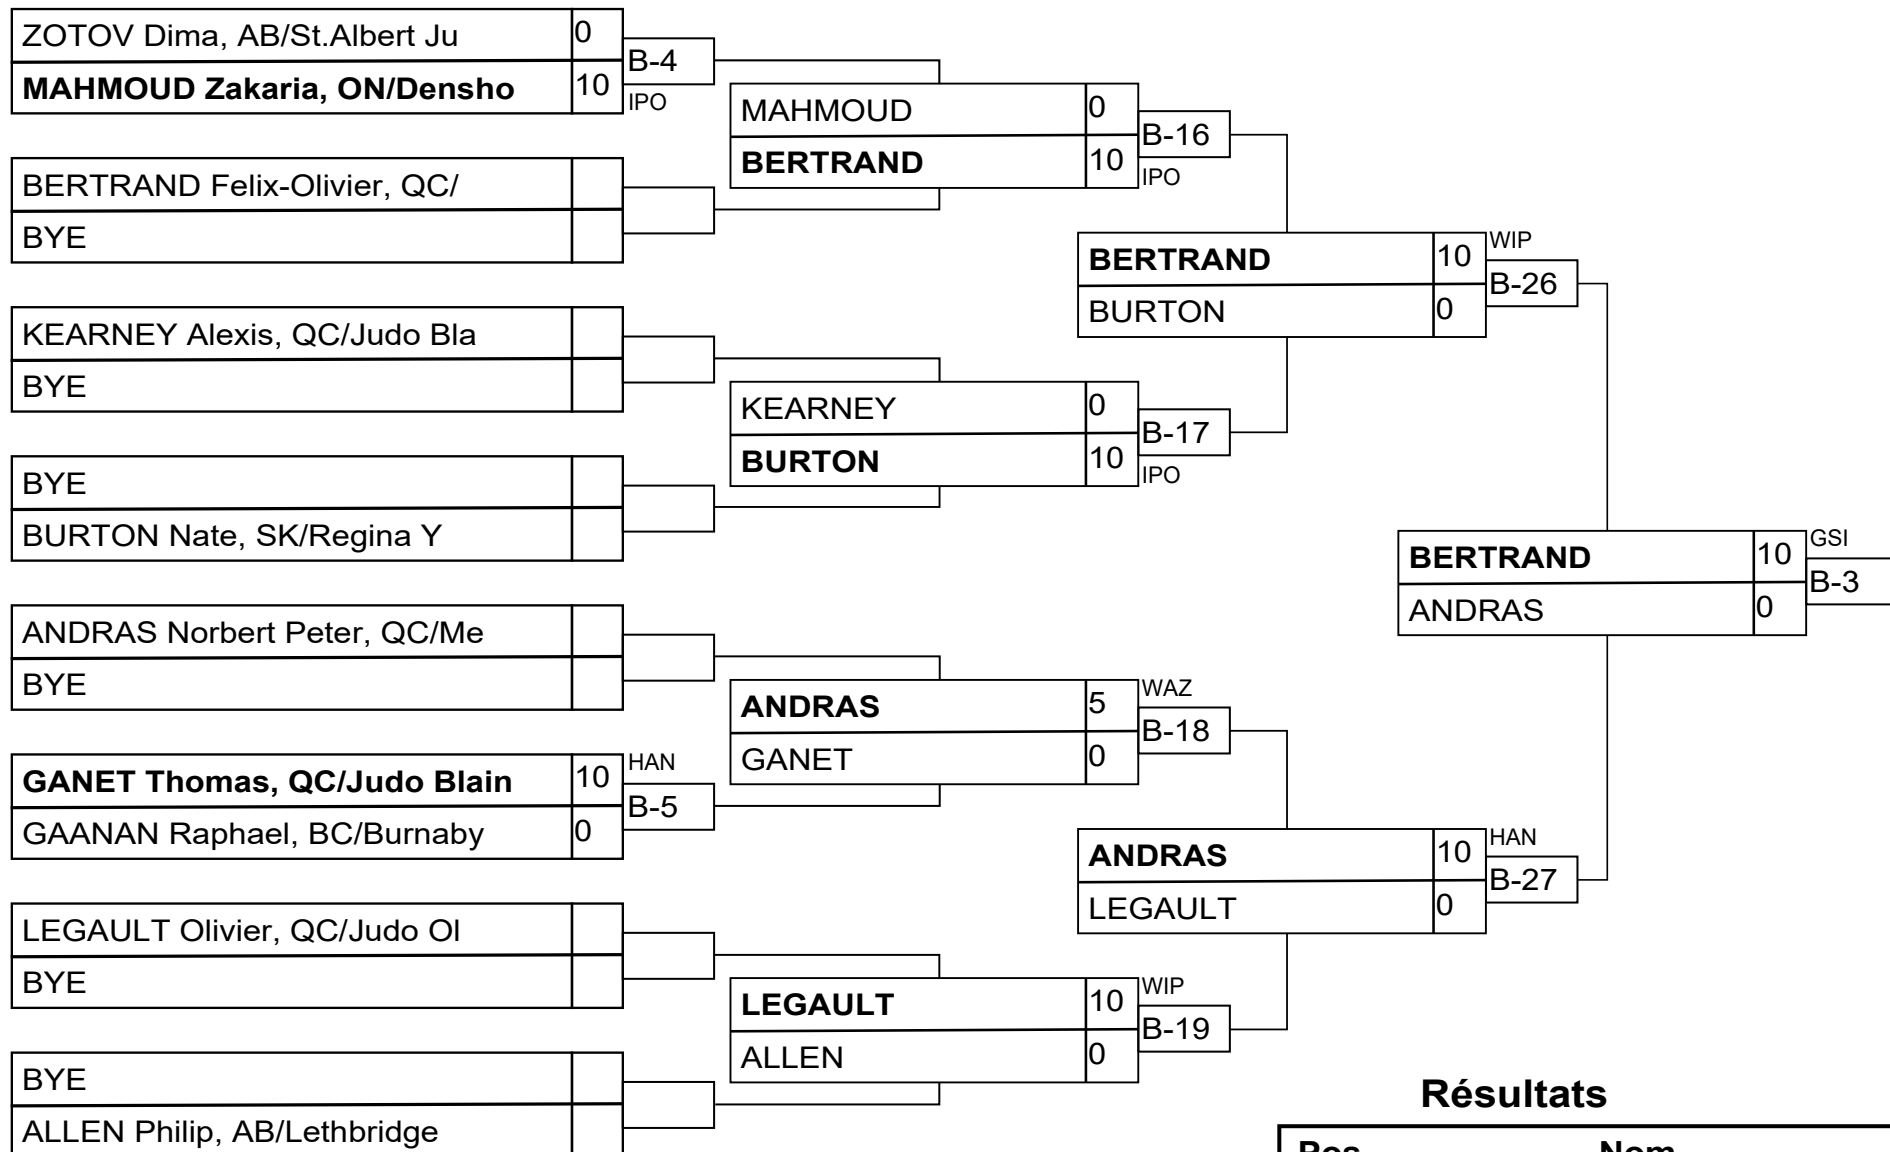 ZOTOV Dima, AB/St.Albert Ju 0
MAHMOUD Zakaria, ON/Densho 10
B-4
IPO
BERTRAND Felix-Olivier, QC/
BYE
KEARNEY Alexis, QC/Judo Bla
BYE
BYE
BURTON Nate, SK/Regina Y
ANDRAS Norbert Peter, QC/Me
BYE
GANET Thomas, QC/Judo Blain 10
GAANAN Raphael, BC/Burnaby 0
HAN
B-5
LEGAULT Olivier, QC/Judo Ol
BYE
BYE
ALLEN Philip, AB/Lethbridge
MAHMOUD 0
BERTRAND 10
B-16
IPO
KEARNEY 0
BURTON 10
B-17
IPO
ANDRAS 5
GANET 0
WAZ
B-18
LEGAULT 10
ALLEN 0
WIP
B-19
BERTRAND 10
BURTON 0
WIP
B-26
ANDRAS 10
LEGAULT 0
HAN
B-27
BERTRAND 10
ANDRAS 0
GSI
B-3
Résultats
Pos Nom